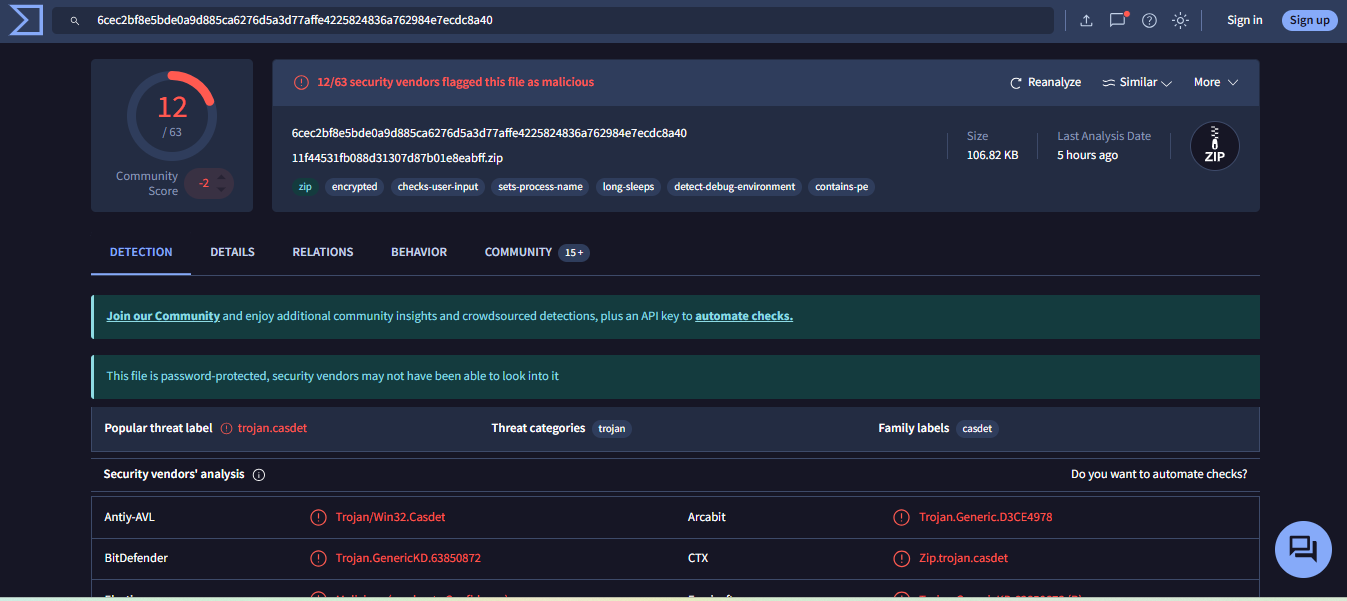 6cec2bf8e5bde0a9d885ca6276d5a3d77affe4225824836a762984e7ecdc8a40
Sign in
Sign up
12
/ 63
Community Score
-2
12/63 security vendors flagged this file as malicious
Reanalyze
Similar
More
6cec2bf8e5bde0a9d885ca6276d5a3d77affe4225824836a762984e7ecdc8a40
11f44531fb088d31307d87b01e8eabff.zip
zip encrypted checks-user-input sets-process-name long-sleeps detect-debug-environment contains-pe
Size
106.82 KB
Last Analysis Date
5 hours ago
ZIP
DETECTION DETAILS RELATIONS BEHAVIOR COMMUNITY 15+
Join our Community and enjoy additional community insights and crowdsourced detections, plus an API key to automate checks.
This file is password-protected, security vendors may not have been able to look into it
Popular threat label trojan.casdet Threat categories trojan Family labels casdet
Security vendors' analysis Do you want to automate checks?
Antiy-AVL Trojan/Win32.Casdet Arcabit Trojan.Generic.D3CE4978
BitDefender Trojan.GenericKD.63850872 CTX Zip.trojan.casdet